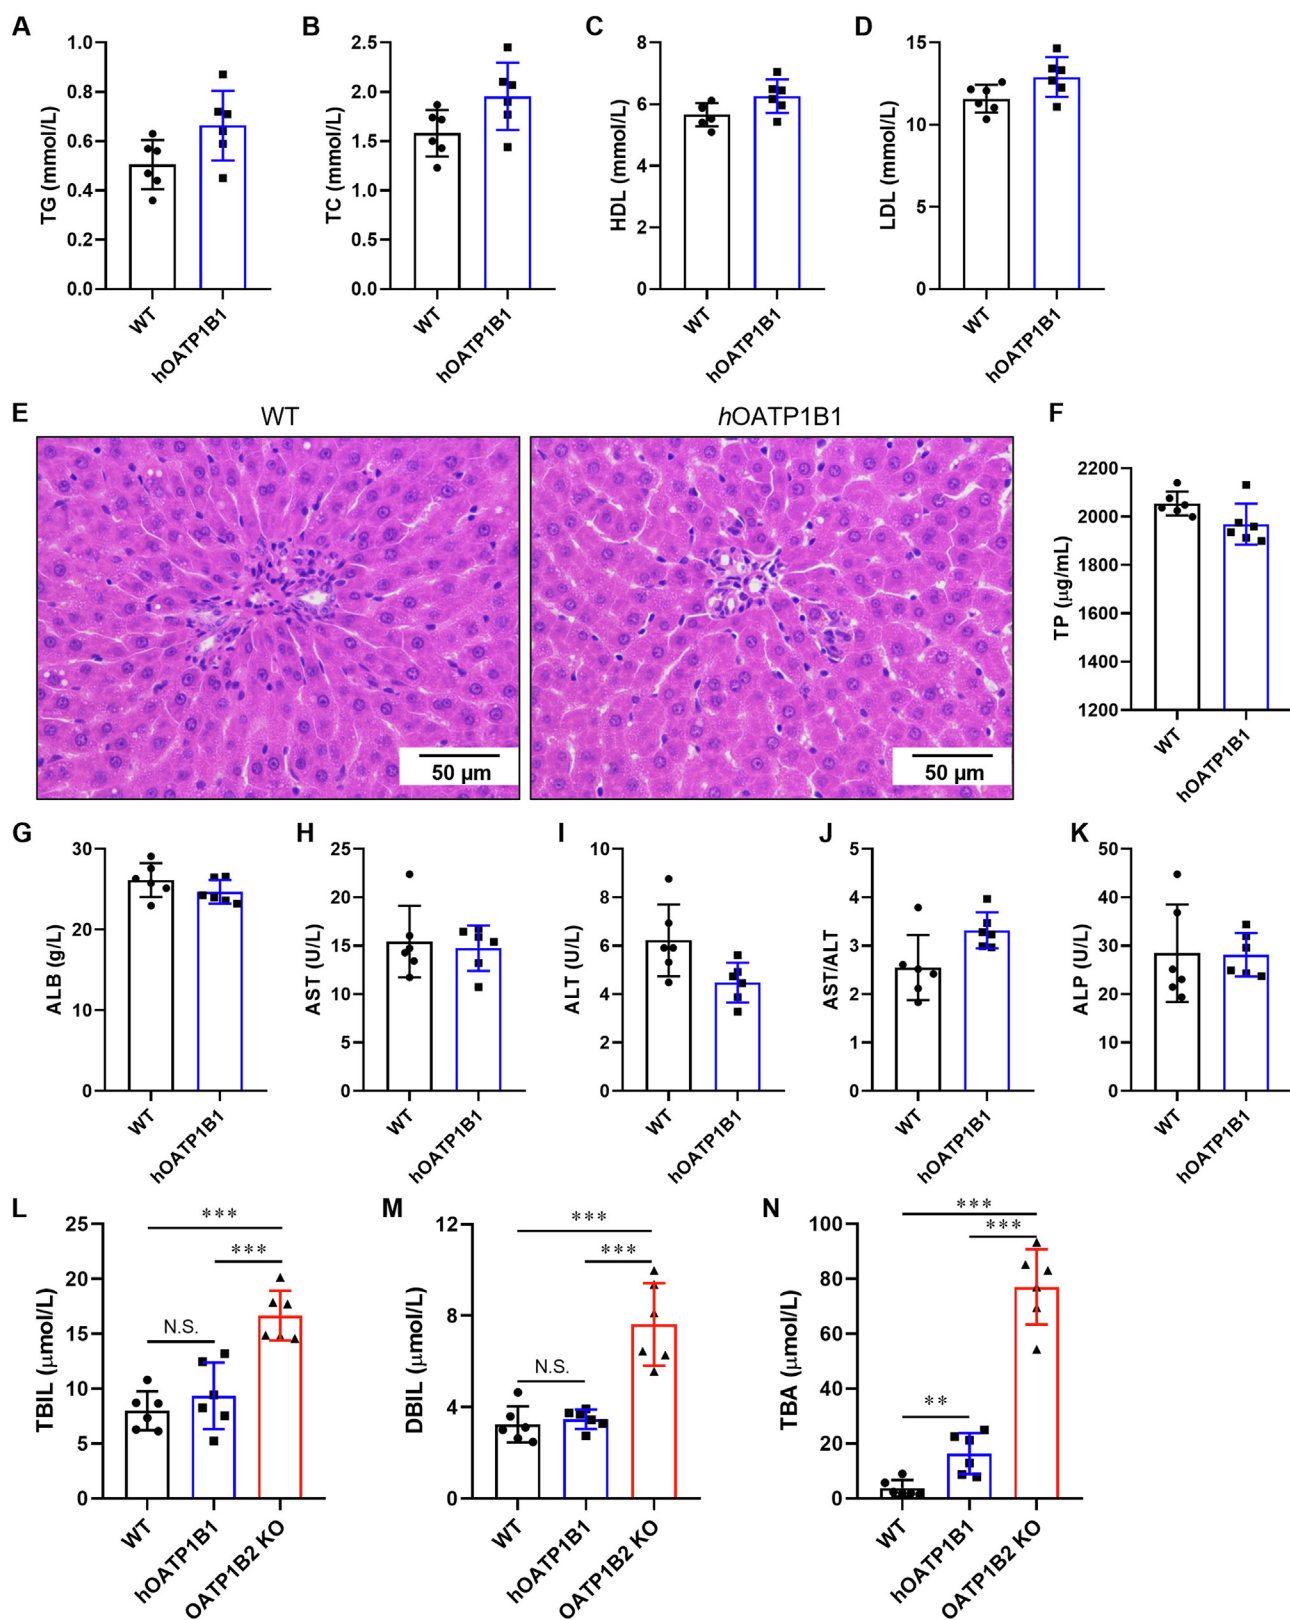 A
B
C
D
TG (mmol/L)
1.0
0.8
0.6
0.4
0.2
0.0
WT
hOATP1B1
TC (mmol/L)
2.5
2.0
1.5
1.0
0.5
0.0
WT
hOATP1B1
HDL (mmol/L)
8
6
4
2
0
WT
hOATP1B1
LDL (mmol/L)
15
10
5
0
WT
hOATP1B1
E
WT
hOATP1B1
50 μm
50 μm
F
TP (μg/mL)
2200
2000
1800
1600
1400
1200
WT
hOATP1B1
G
ALB (g/L)
30
20
10
0
WT
hOATP1B1
H
AST (U/L)
25
20
15
10
5
0
WT
hOATP1B1
I
ALT (U/L)
10
8
6
4
2
0
WT
hOATP1B1
J
AST/ALT
5
4
3
2
1
0
WT
hOATP1B1
K
ALP (U/L)
50
40
30
20
10
0
WT
hOATP1B1
L
TBIL (μmol/L)
25
20
15
10
5
0
***
***
N.S.
WT
hOATP1B1
OATP1B2 KO
M
DBIL (μmol/L)
12
8
4
0
***
***
N.S.
WT
hOATP1B1
OATP1B2 KO
N
TBA (μmol/L)
100
80
60
40
20
0
***
***
**
WT
hOATP1B1
OATP1B2 KO